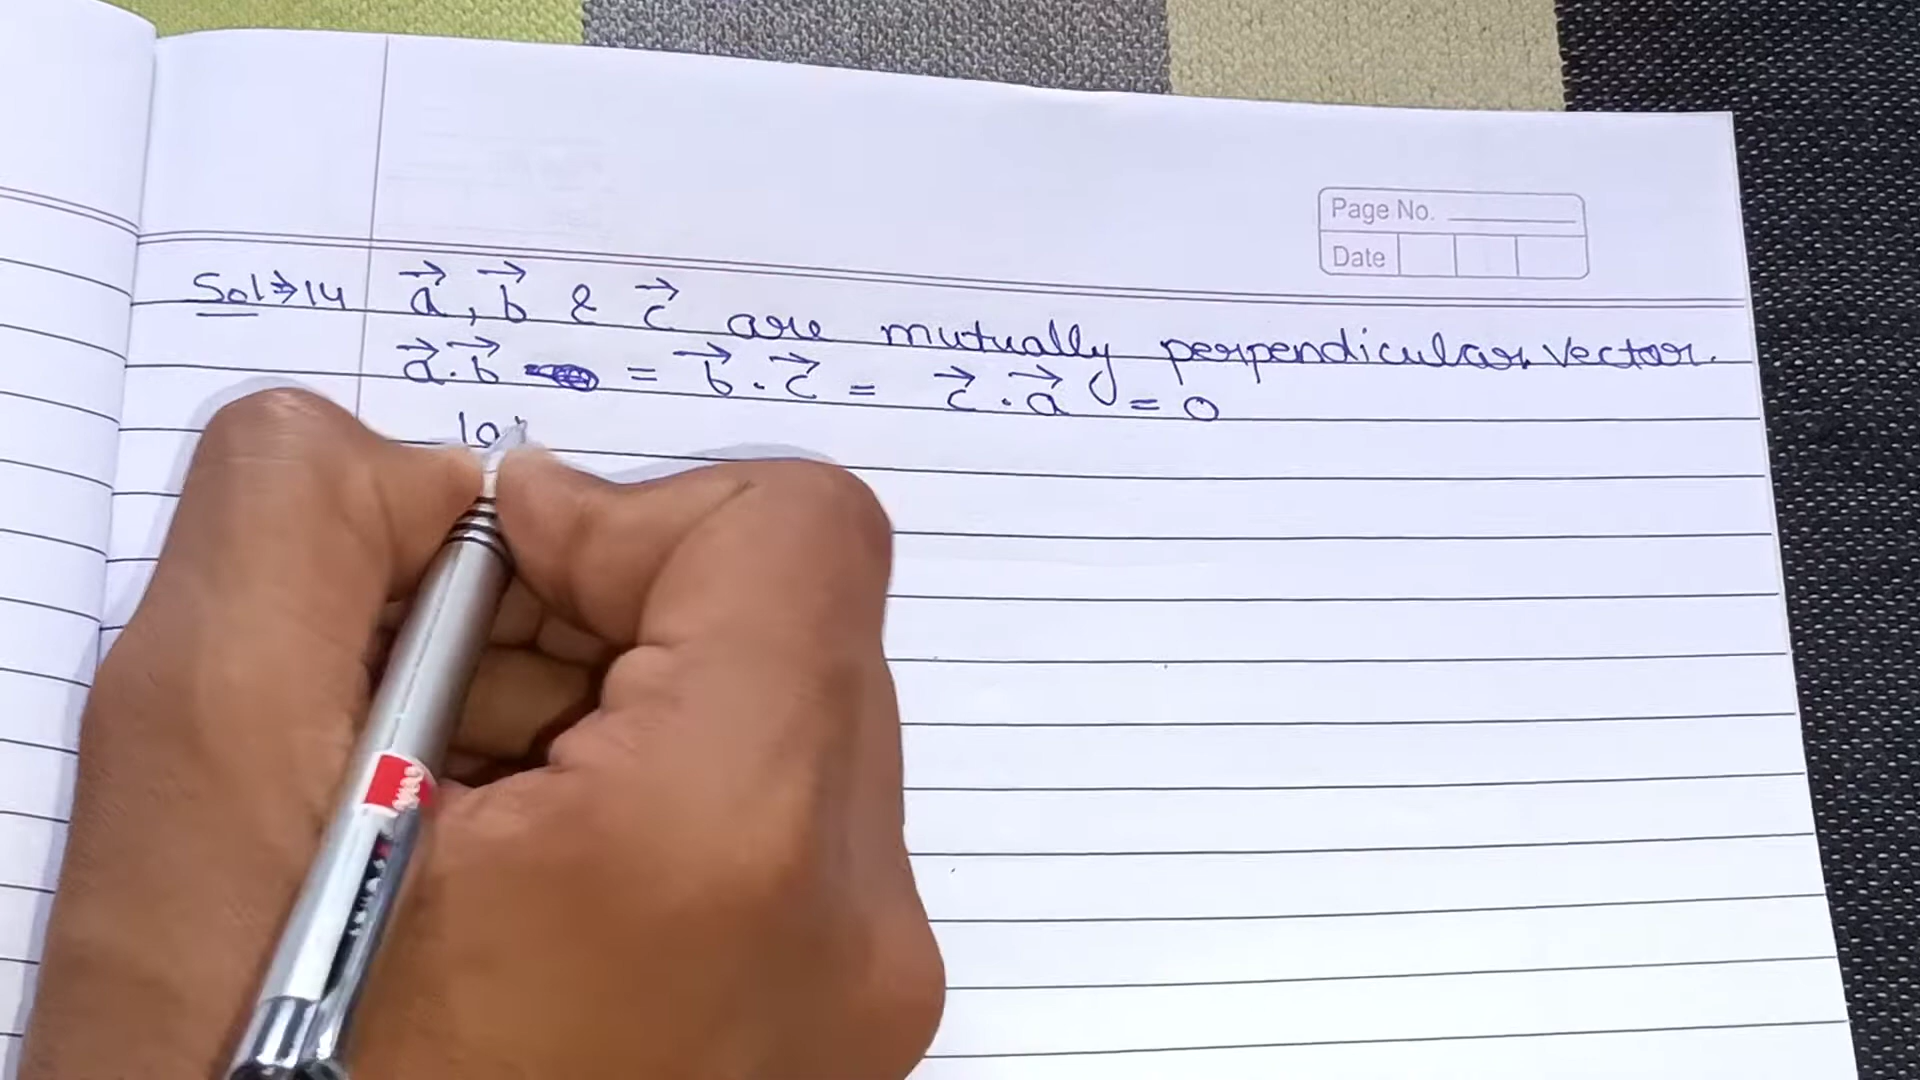 Page No.
Date
Sol⇒14 a⃗, b⃗ & c⃗ are mutually perpendicular vector.
a⃗.b⃗ = b⃗.c⃗ = c⃗.a⃗ = 0